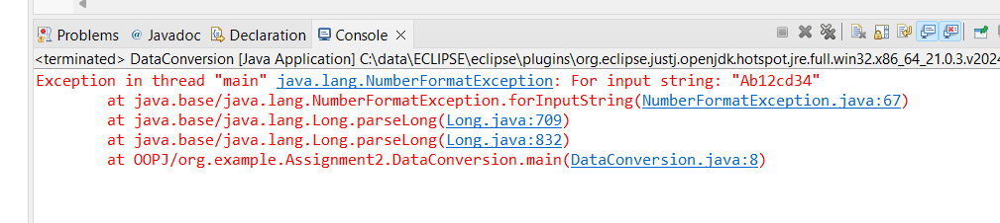 Problems @ Javadoc Declaration Console
<terminated> DataConversion [Java Application] C:\data\ECLIPSE\eclipse\plugins\org.eclipse.justj.openjdk.hotspot.jre.full.win32.x86_64_21.0.3.v2024
Exception in thread "main" java.lang.NumberFormatException: For input string: "Ab12cd34"
at java.base/java.lang.NumberFormatException.forInputString(NumberFormatException.java:67)
at java.base/java.lang.Long.parseLong(Long.java:709)
at java.base/java.lang.Long.parseLong(Long.java:832)
at OOPJ/org.example.Assignment2.DataConversion.main(DataConversion.java:8)